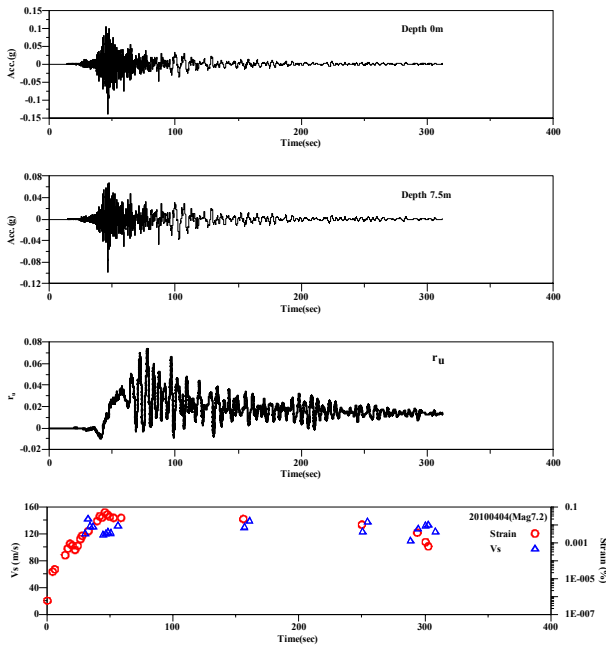 0.15
0.10
0.05
0
-0.05
-0.1
-0.15
Acc.(g)
Depth 0m
0 100 200 300 400
Time(sec)
0.08
0.04
0
-0.04
-0.08
-0.12
Acc.(g)
Depth 7.5m
0 100 200 300 400
Time(sec)
0.08
0.06
0.04
0.02
0
-0.02
ru
ru
0 100 200 300 400
Time(sec)
160
120
80
40
0
Vs (m/s)
20100404(Mag7.2)
Strain
Vs
0.1
0.001
1E-005
1E-007
Strain (%)
0 100 200 300 400
Time(sec)